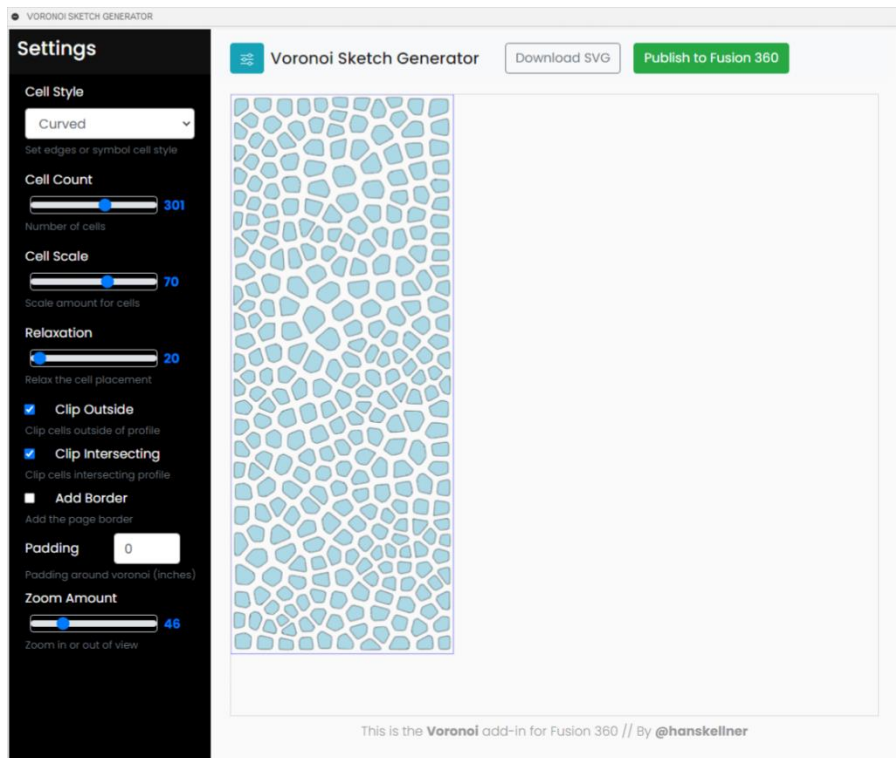 VORONOI SKETCH GENERATOR
Settings
Voronoi Sketch Generator
Download SVG
Publish to Fusion 360
Cell Style
Curved
Set edges or symbol cell style
Cell Count
301
Number of cells
Cell Scale
70
Scale amount for cells
Relaxation
20
Relax the cell placement
Clip Outside
Clip cells outside of profile
Clip Intersecting
Clip cells intersecting profile
Add Border
Add the page border
Padding 0
Padding around voronoi (inches)
Zoom Amount
46
Zoom in or out of view
This is the Voronoi add-in for Fusion 360 // By @hanskellner